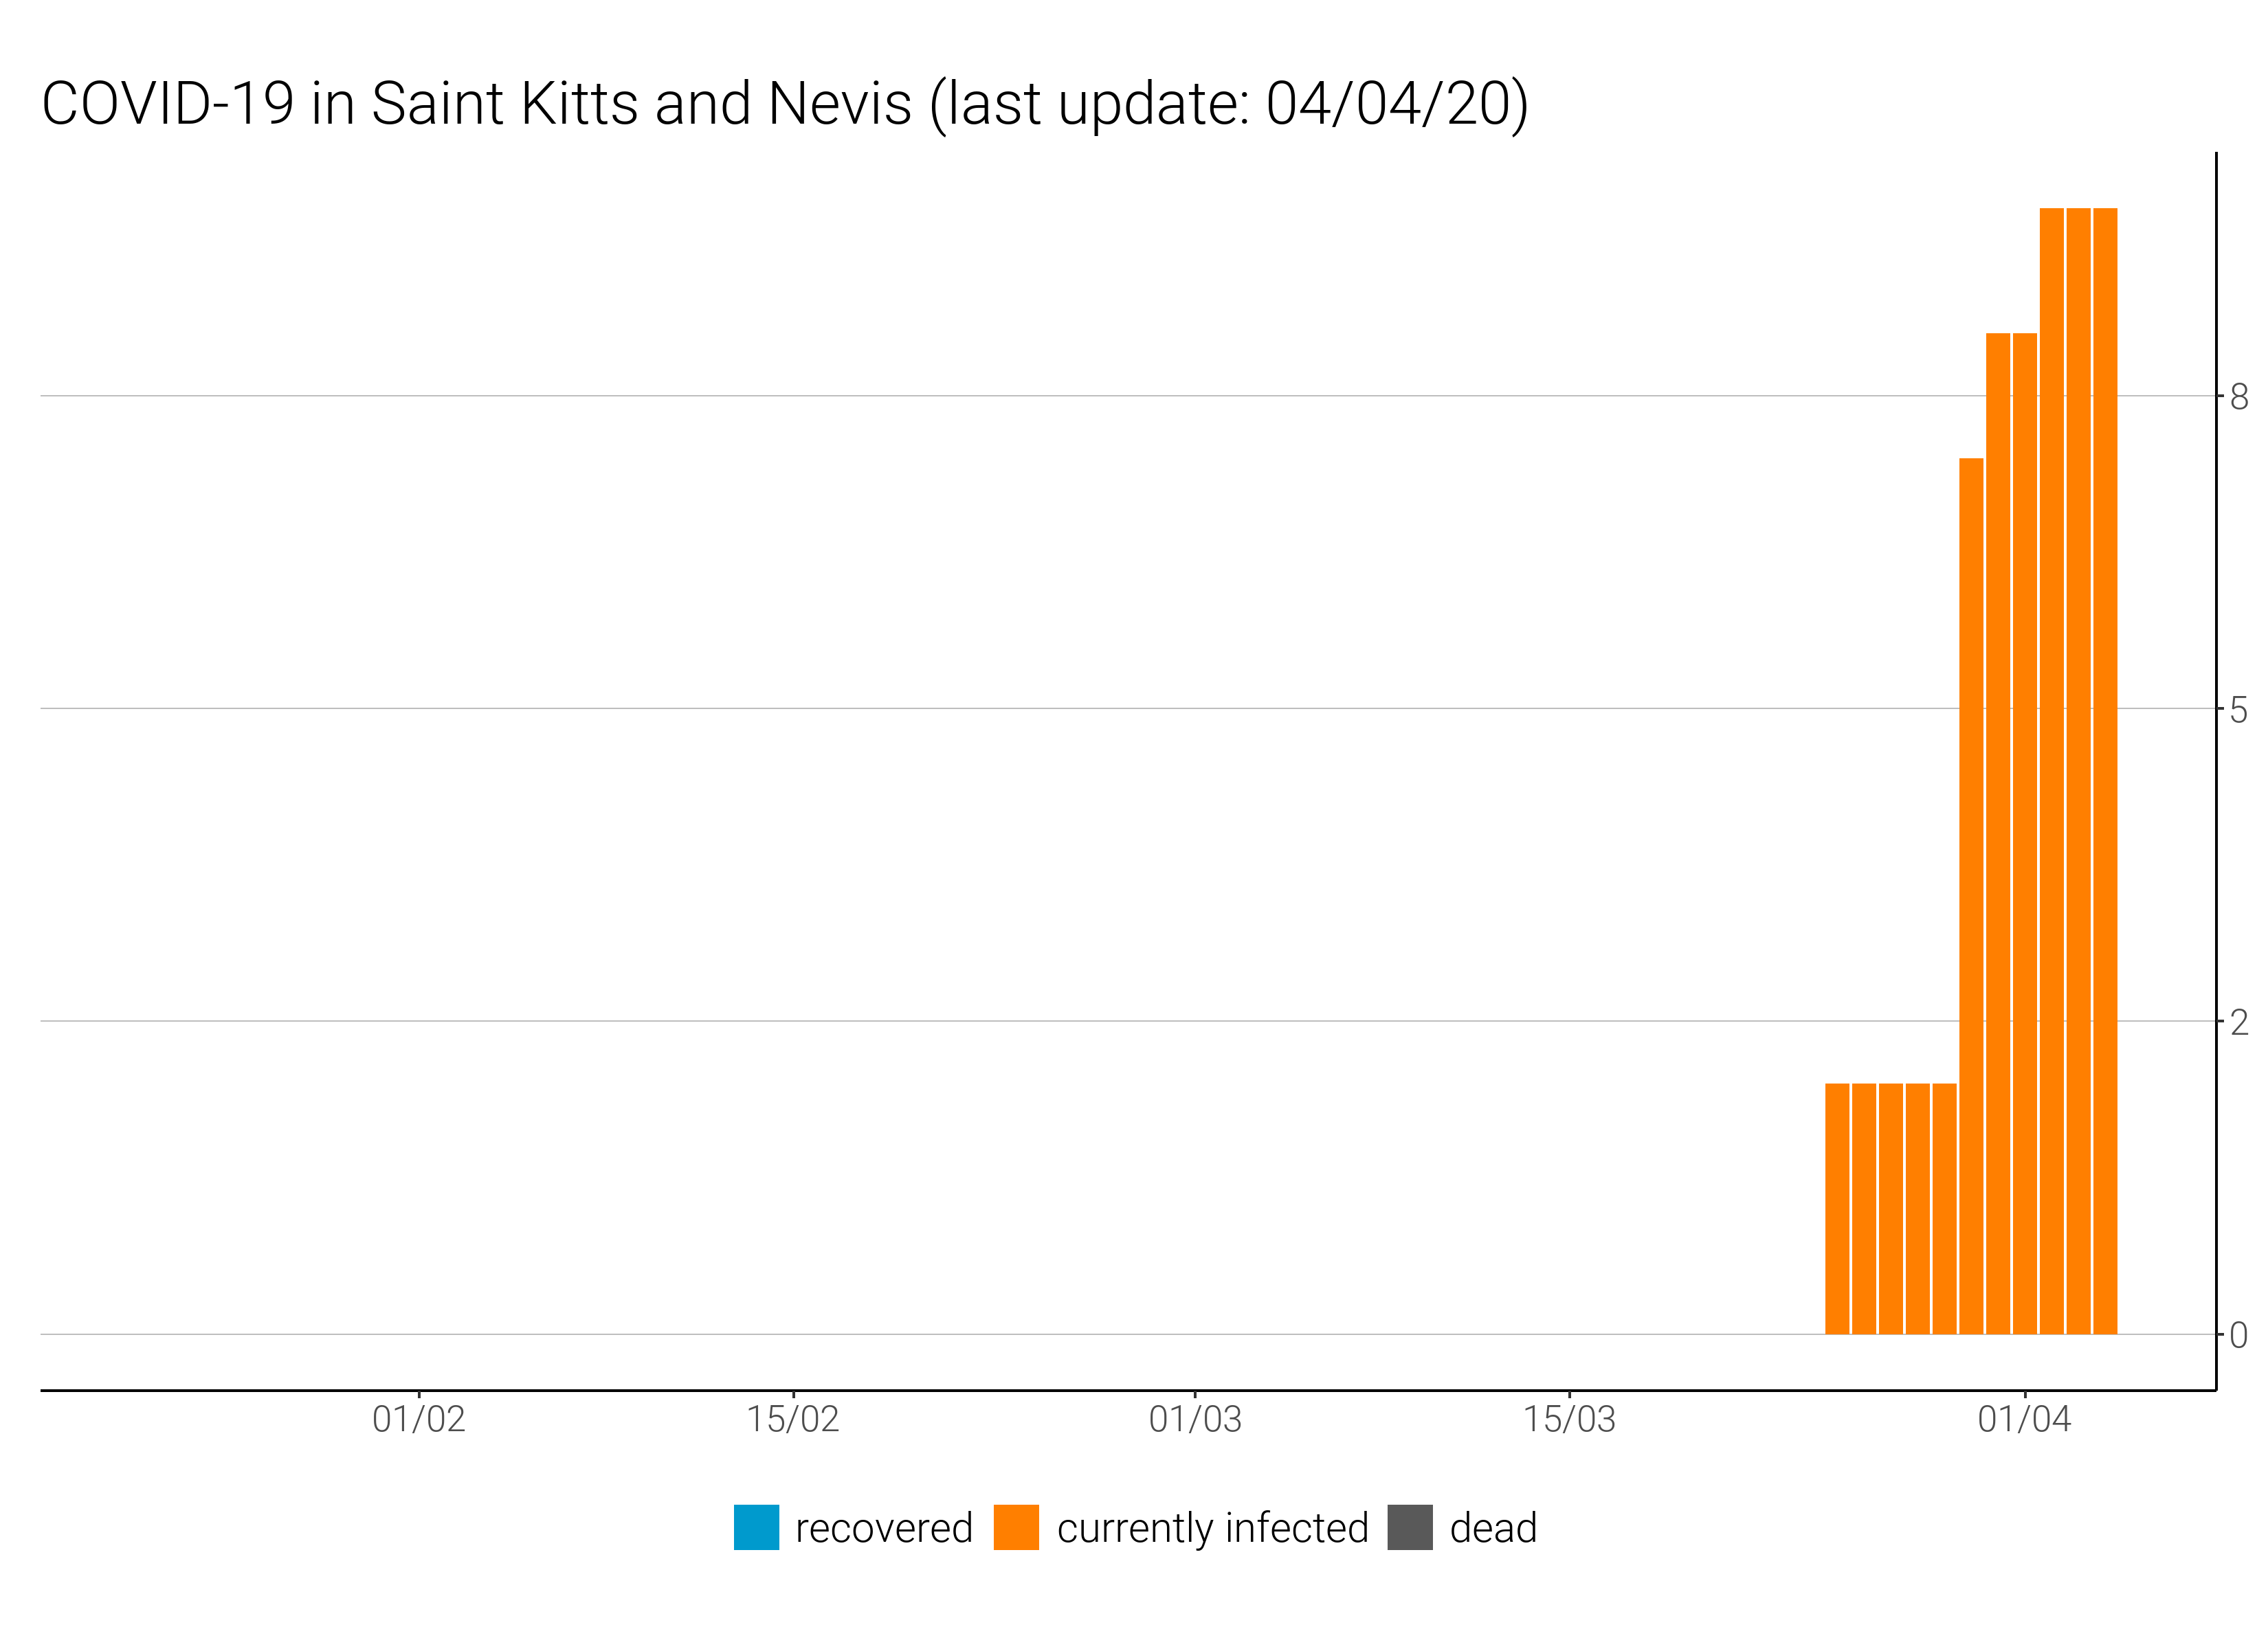 COVID-19 in Saint Kitts and Nevis (last update: 04/04/20)
8
5
2
0
01/02 15/02 01/03 15/03 01/04
recovered currently infected dead